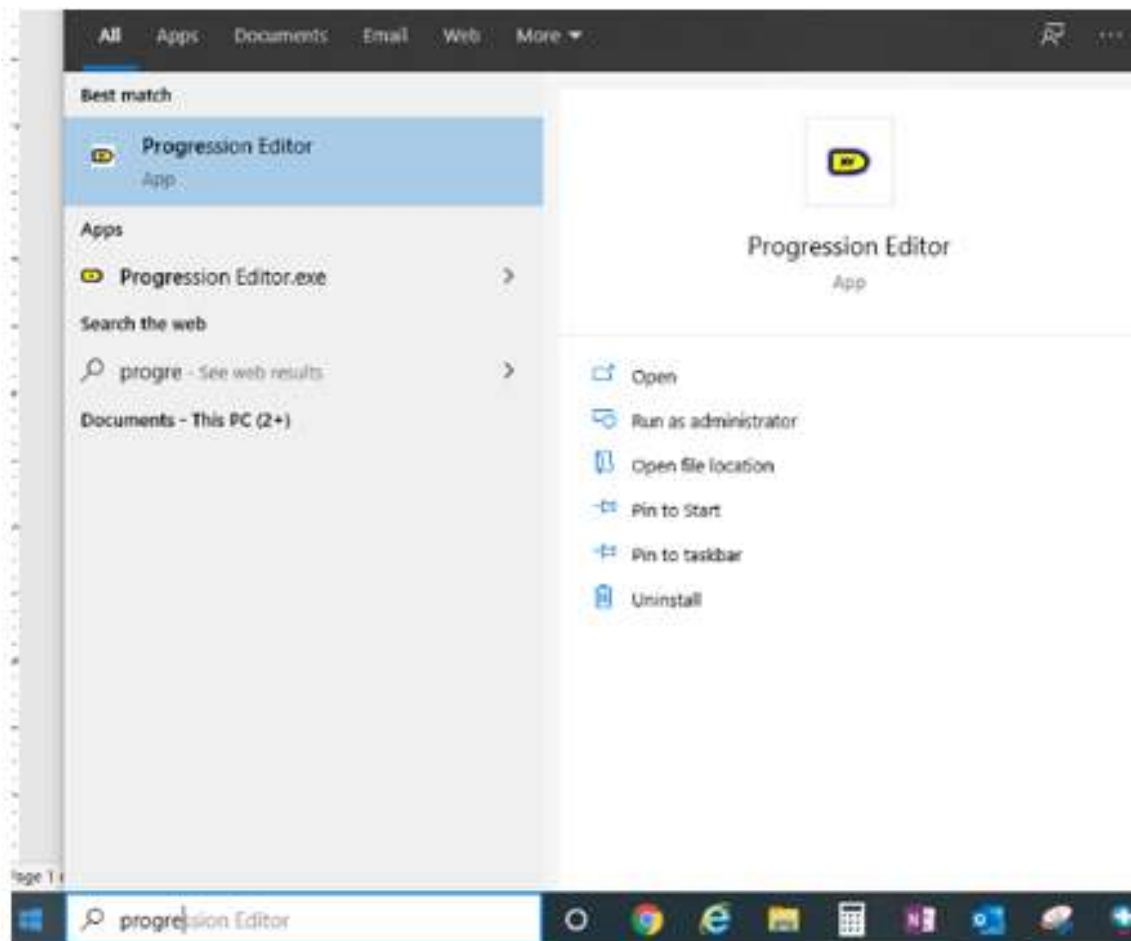 All Apps Documents Email Web More
Best match
Progression Editor
App
Apps
Progression Editor.exe
Search the web
progre - See web results
Documents - This PC (2+)
Progression Editor
App
Open
Run as administrator
Open file location
Pin to Start
Pin to taskbar
Uninstall
Page 1
progression Editor